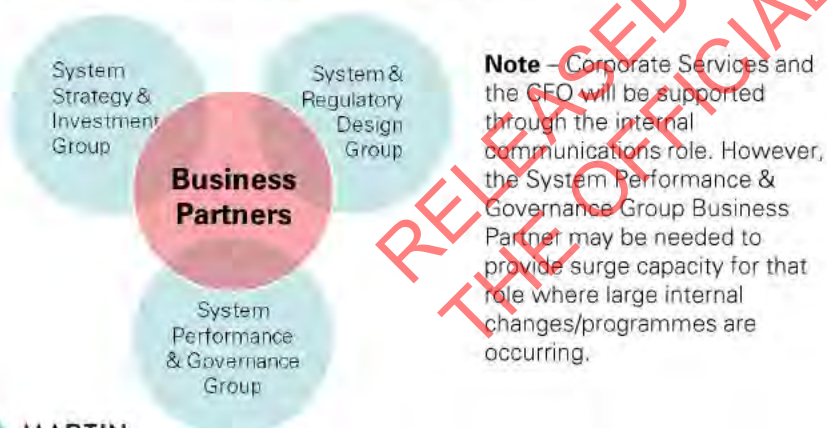 System
Strategy &
Investment
Group
System &
Regulatory
Design
Group
Business
Partners
System
Performance
& Governance
Group
Note – Corporate Services and
the CFO will be supported
through the internal
communications role. However,
the System Performance &
Governance Group Business
Partner may be needed to
provide surge capacity for that
role where large internal
changes/programmes are
occurring.
RELEASED
THE OFFICIAL
MARTIN